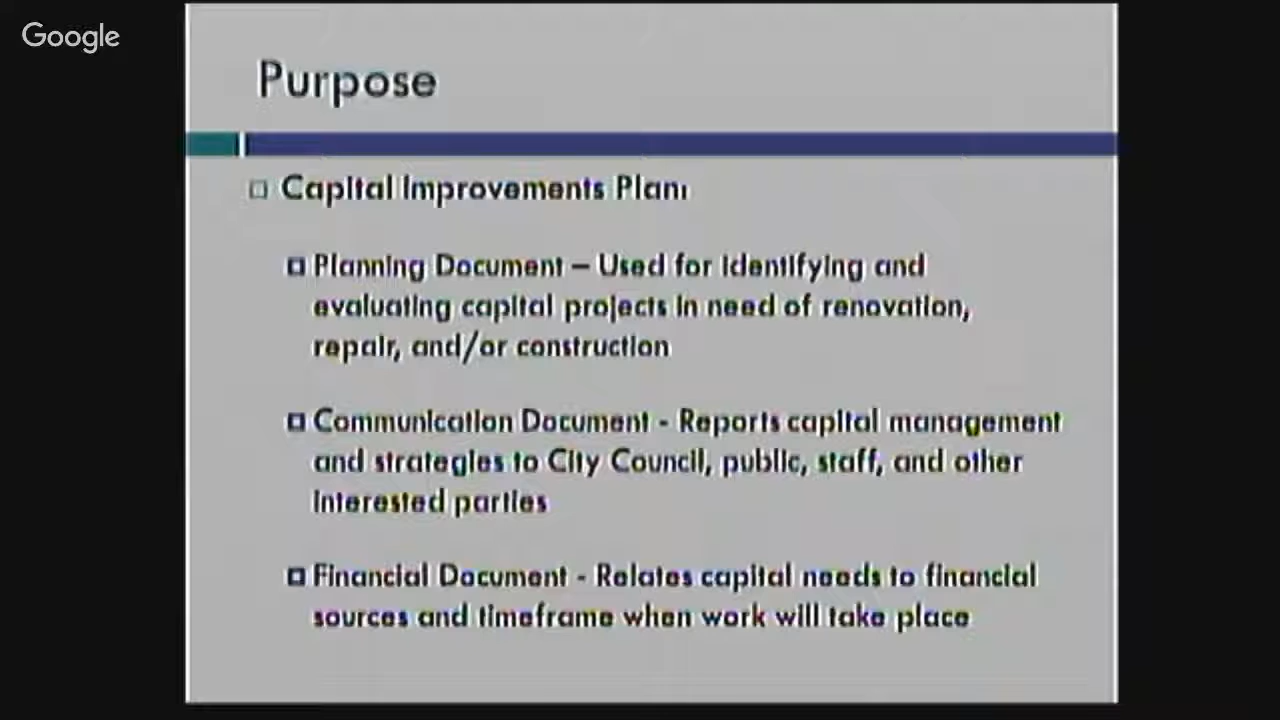 Google
Purpose
Capital Improvements Plan:
Planning Document – Used for identifying and
evaluating capital projects in need of renovation,
repair, and/or construction
Communication Document - Reports capital management
and strategies to City Council, public, staff, and other
interested parties
Financial Document - Relates capital needs to financial
sources and timeframe when work will take place